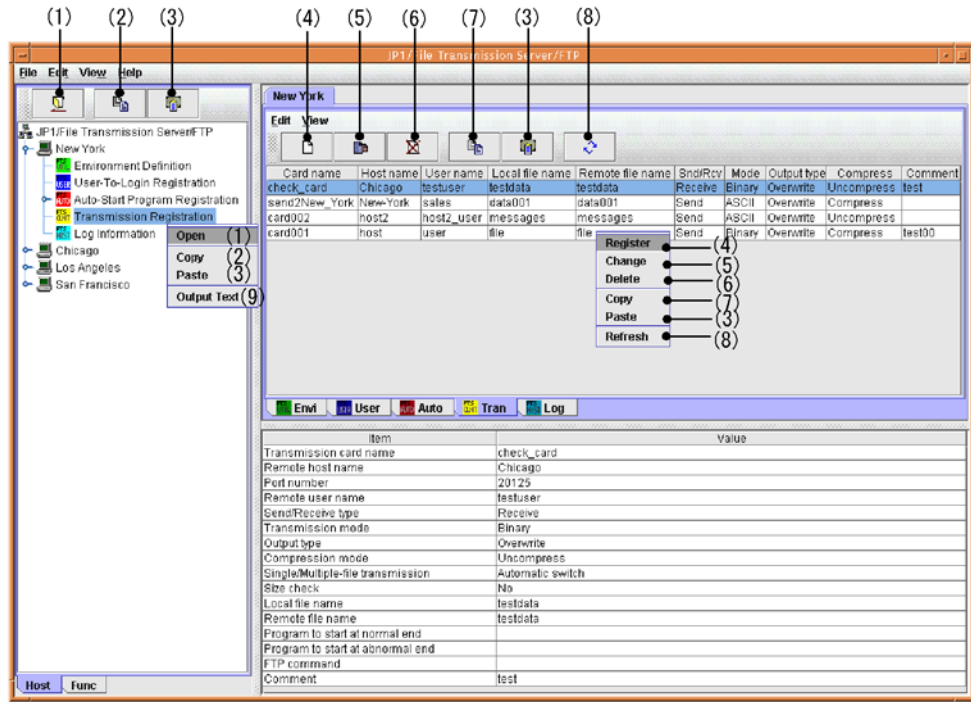 (1) (2) (3) (4) (5) (6) (7) (3) (8)
JP1/File Transmission Server/FTP
File Edit View Help
New York
Edit View
JP1/File Transmission Server/FTP
New York
Environment Definition
User-To-Login Registration
Auto-Start Program Registration
Transmission Registration
Log Information
Chicago
Los Angeles
San Francisco
Open (1)
Copy (2)
Paste (3)
Output Text (9)
Card name Host name User name Local file name Remote file name Snd/Rcv Mode Output type Compress Comment
check_card Chicago testuser testdata testdata Receive Binary Overwrite Uncompress test
send2New_York New-York sales data001 data001 Send ASCII Overwrite Compress
card002 host2 host2_user messages messages Send ASCII Overwrite Uncompress
card001 host user file file Send Binary Overwrite Compress test00
Register (4)
Change (5)
Delete (6)
Copy (7)
Paste (3)
Refresh (8)
Envi User Auto Tran Log
Item Value
Transmission card name check_card
Remote host name Chicago
Port number 20125
Remote user name testuser
Send/Receive type Receive
Transmission mode Binary
Output type Overwrite
Compression mode Uncompress
Single/Multiple-file transmission Automatic switch
Size check No
Local file name testdata
Remote file name testdata
Program to start at normal end
Program to start at abnormal end
FTP command
Comment test
Host Func